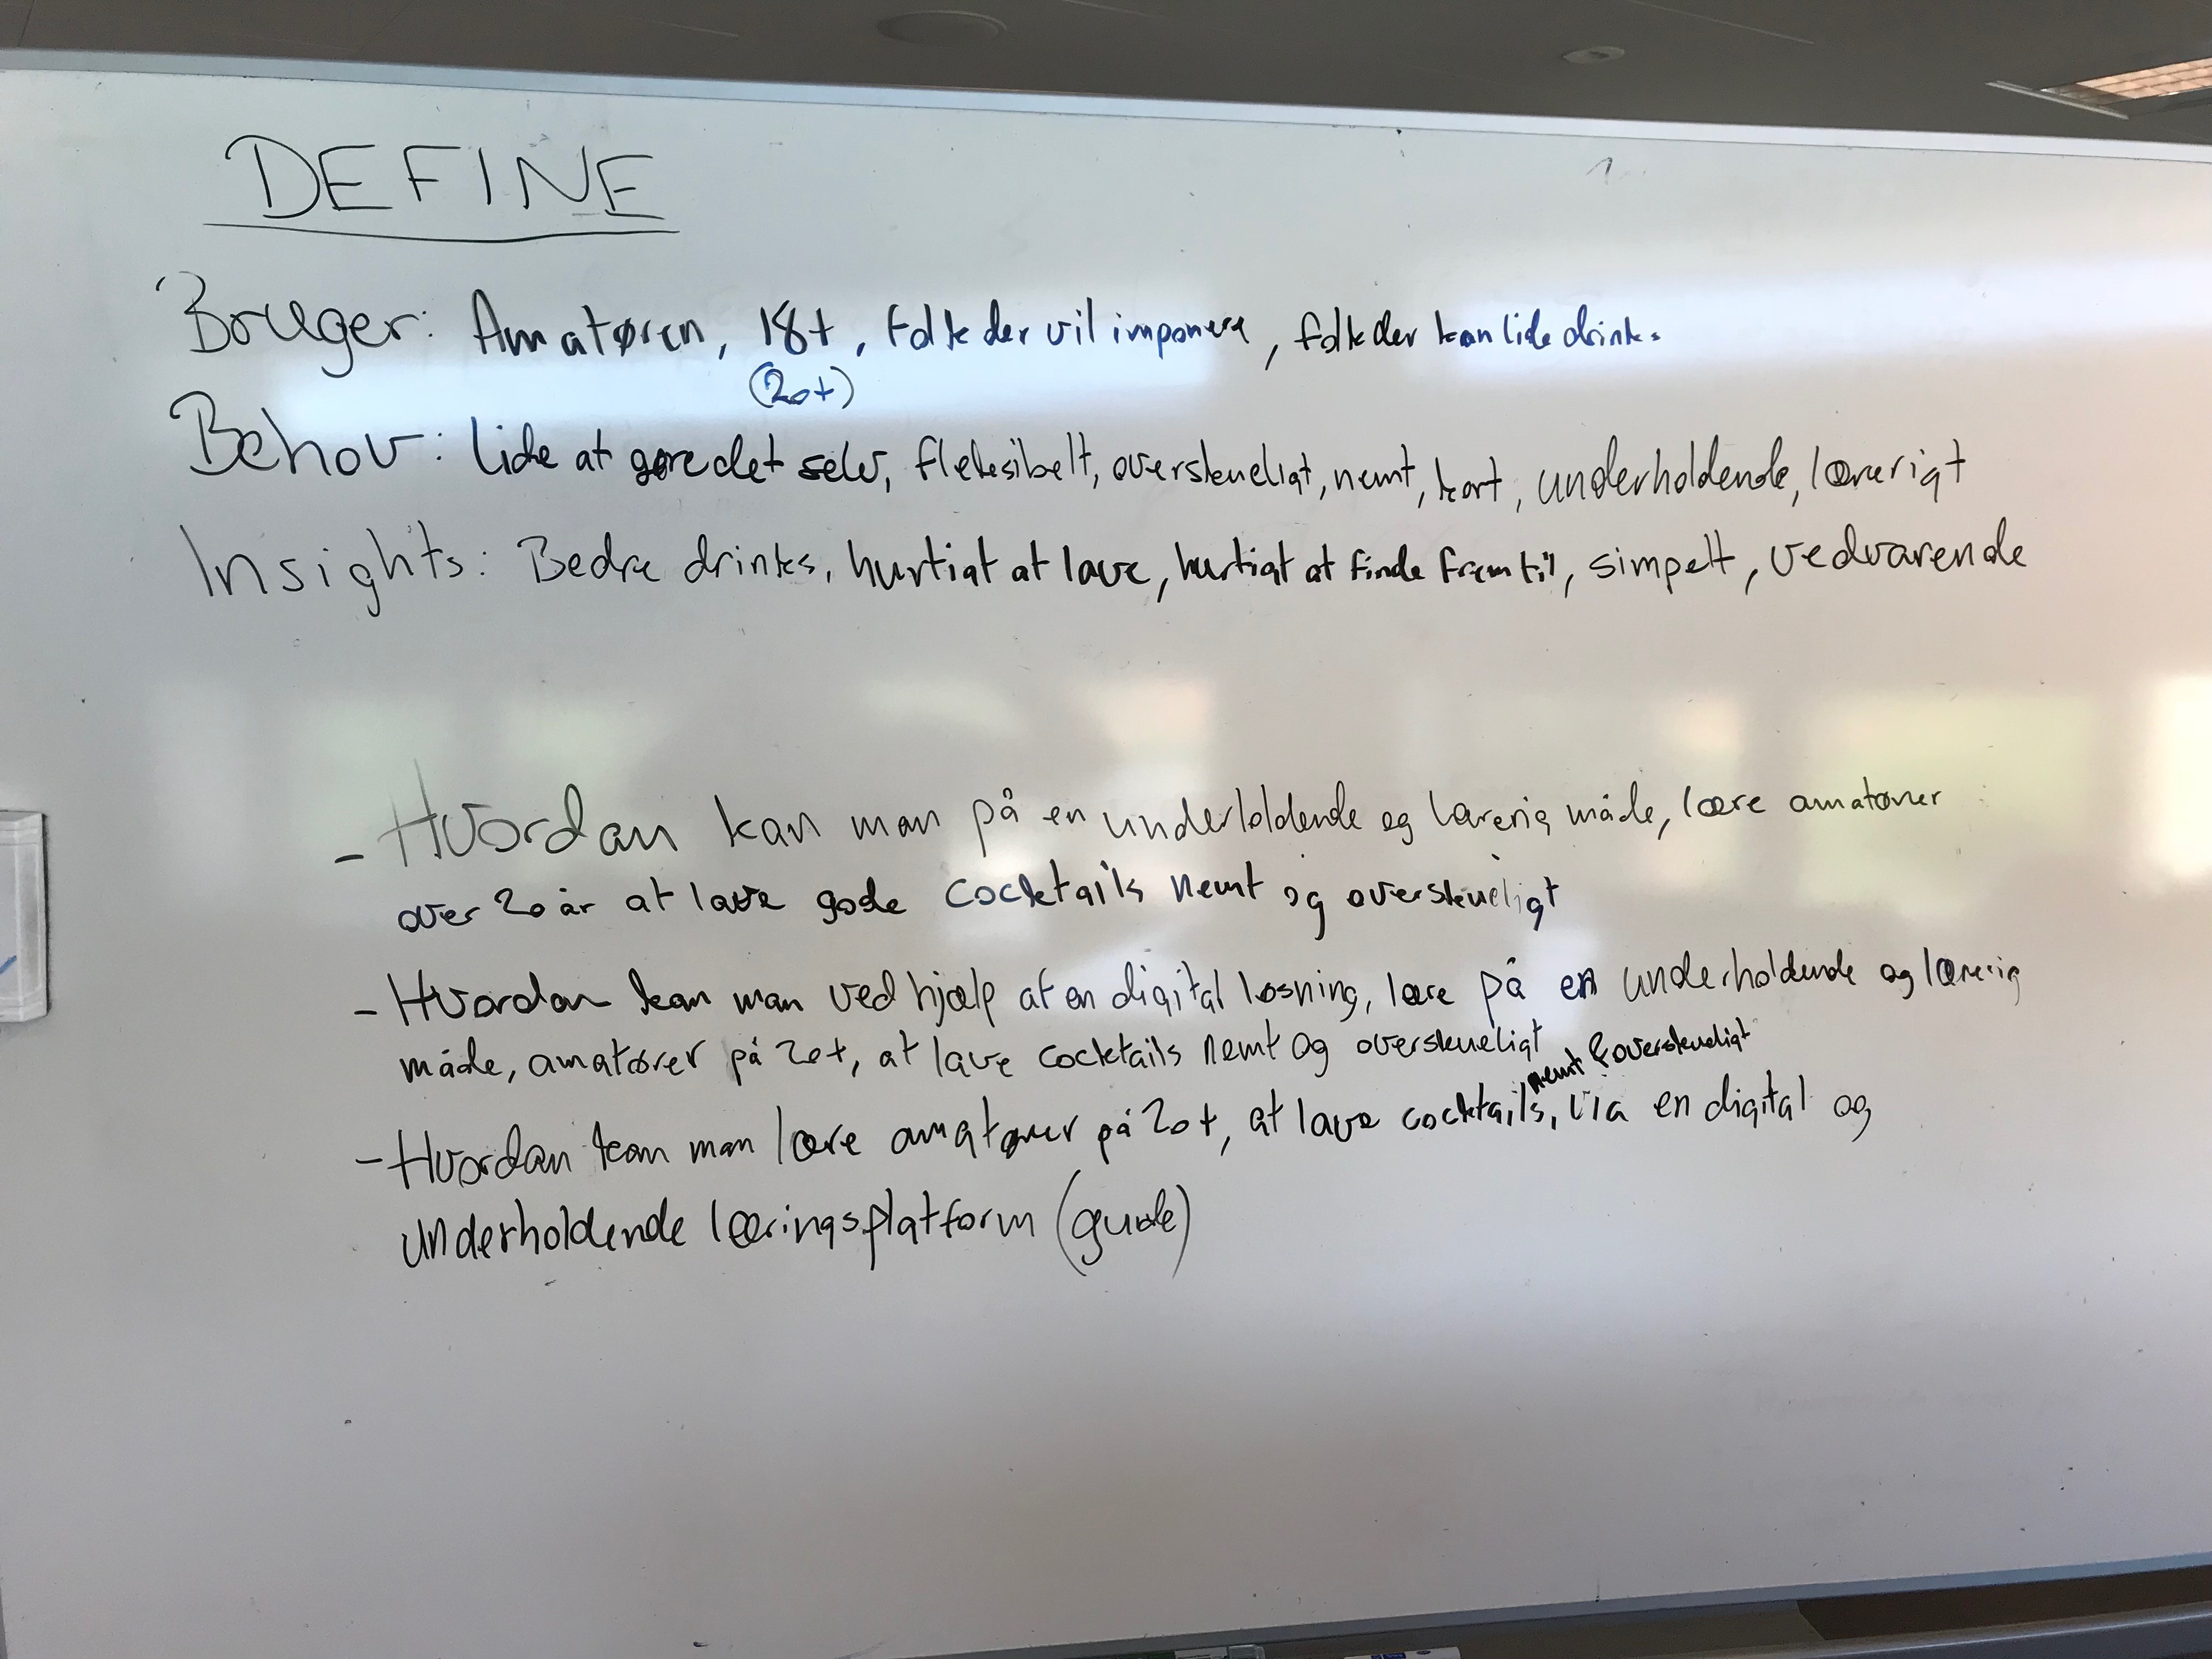 DEFINE
Bruger: Amatøren, 18+, folk der vil imponere, folk der kan lide drinks
(20+)
Behov: lide at gøre det selv, fleksibelt, overskueligt, nemt, kort, underholdende, lærerigt
Insights: Bedre drinks, hurtigt at lave, hurtigt at finde frem til, simpelt, vedvarende
- Hvordan kan man på en underholdende og lærerig måde, lære amatører
over 20 år at lave gode cocktails nemt og overskueligt
- Hvordan kan man ved hjælp af en digital løsning, lære på en underholdende og lærerig
måde, amatører på 20+, at lave cocktails nemt og overskueligt
nemt & overskueligt
- Hvordan kan man lære amatører på 20+, at lave cocktails, via en digital og
underholdende læringsplatform (guide)